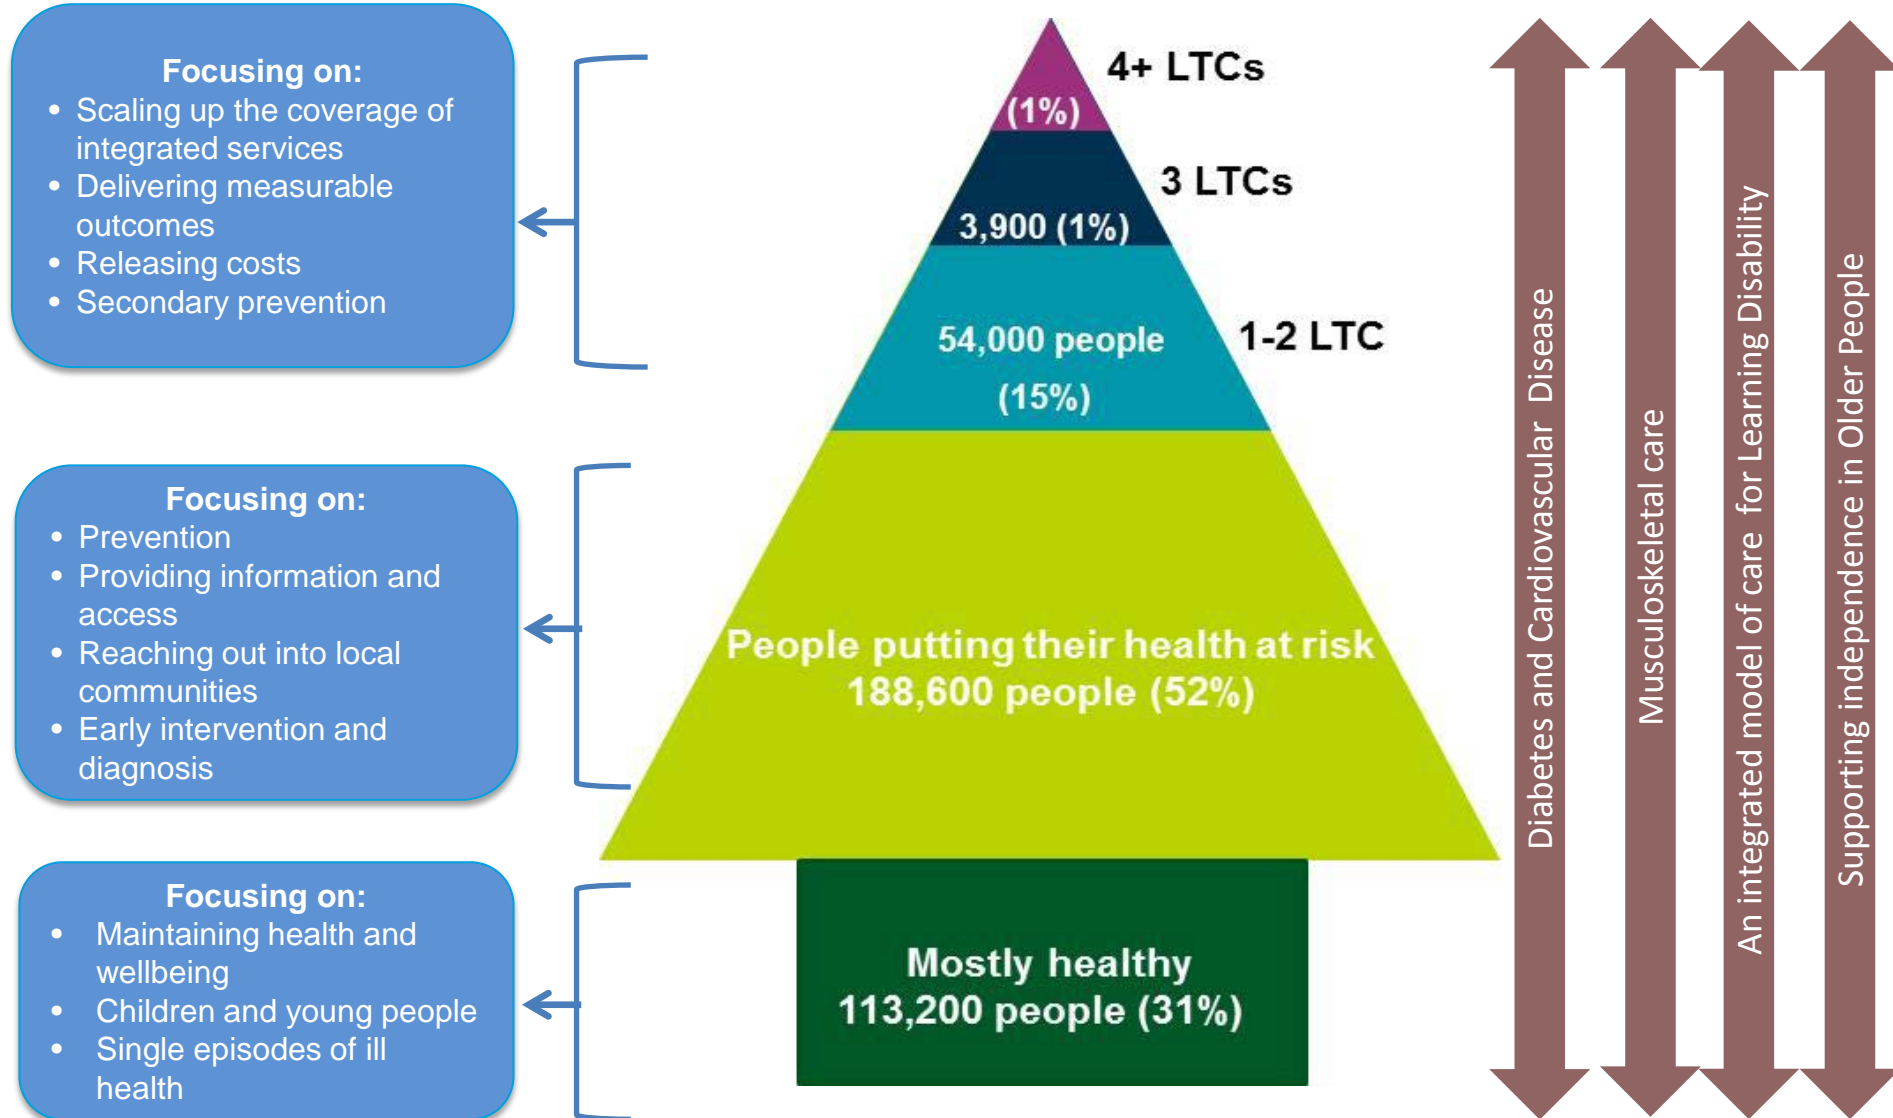 Focusing on:
• Scaling up the coverage of
integrated services
• Delivering measurable
outcomes
• Releasing costs
• Secondary prevention
Focusing on:
• Prevention
• Providing information and
access
• Reaching out into local
communities
• Early intervention and
diagnosis
Focusing on:
• Maintaining health and
wellbeing
• Children and young people
• Single episodes of ill
health
4+ LTCs
(1%)
3 LTCs
3,900 (1%)
1-2 LTC
54,000 people
(15%)
People putting their health at risk
188,600 people (52%)
Mostly healthy
113,200 people (31%)
Diabetes and Cardiovascular Disease
Musculoskeletal care
An integrated model of care for Learning Disability
Supporting independence in Older People